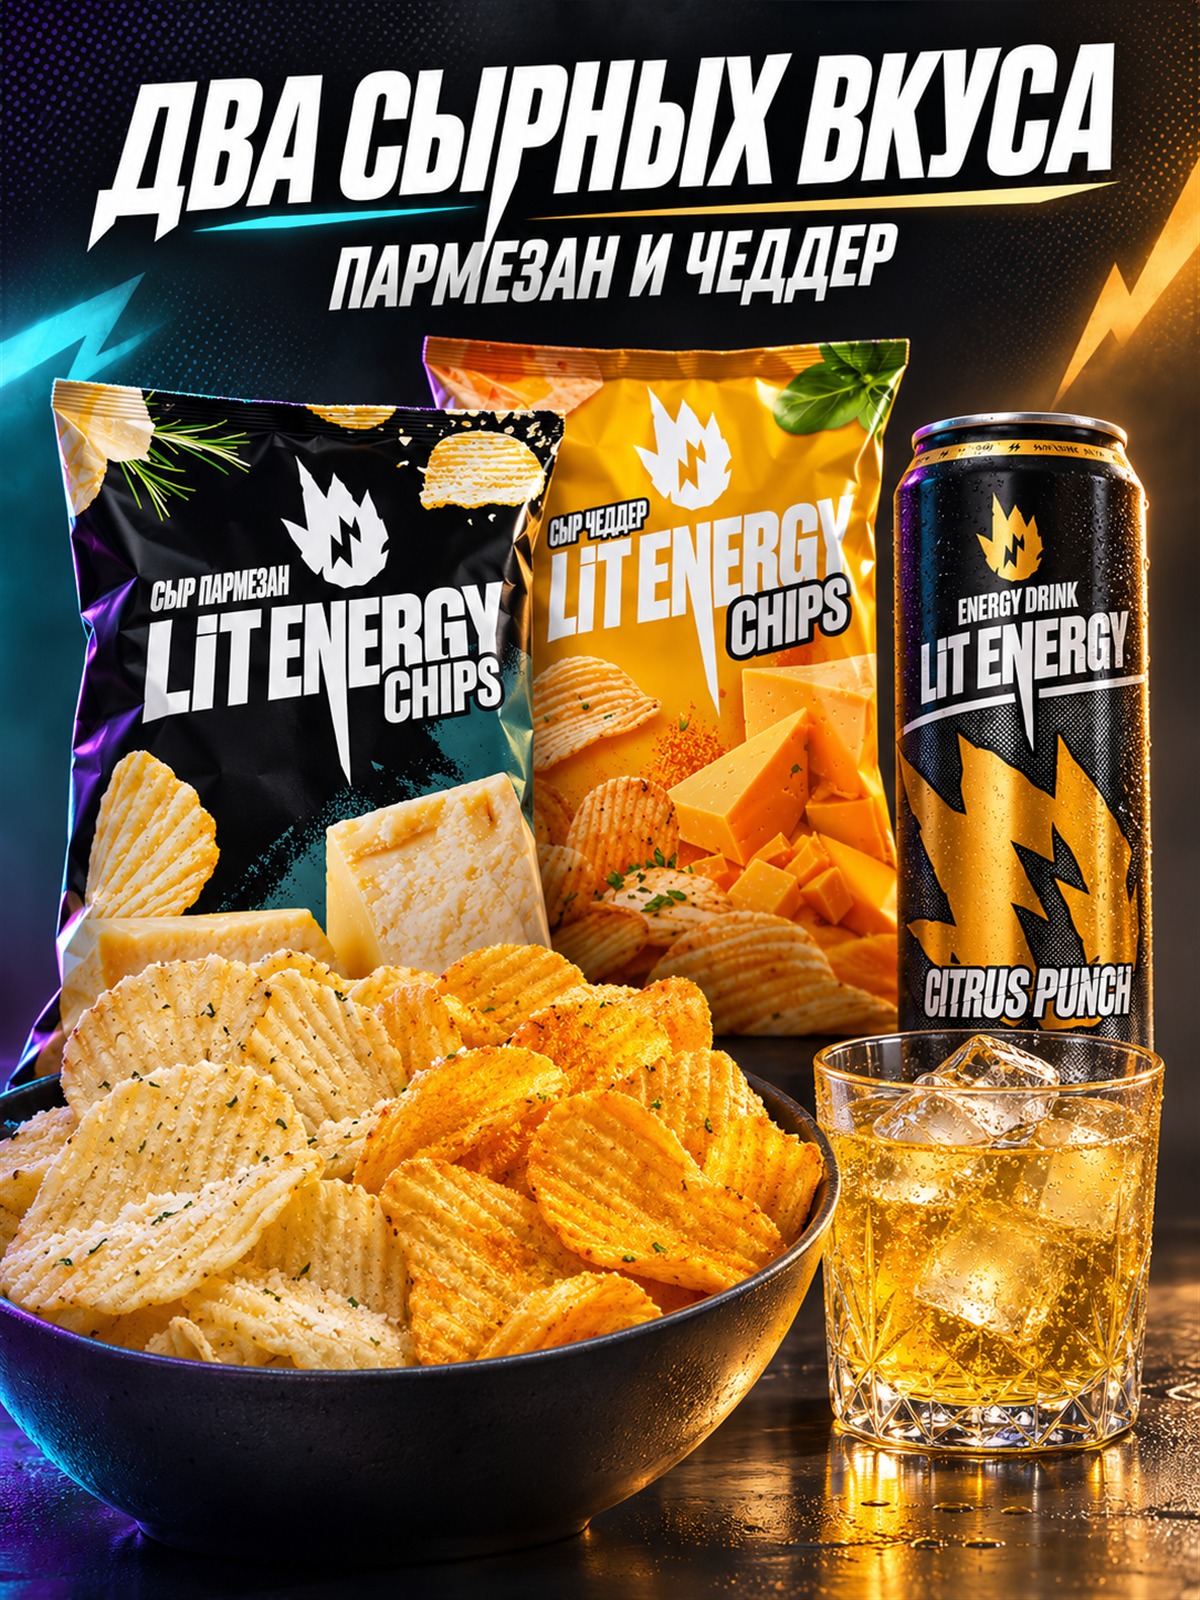 ДВА СЫРНЫХ ВКУСА
ПАРМЕЗАН И ЧЕДДЕР
СЫР ПАРМЕЗАН
LiT ENERGY
CHIPS
СЫР ЧЕДДЕР
LiT ENERGY
CHIPS
ENERGY DRINK
LiT ENERGY
CITRUS PUNCH